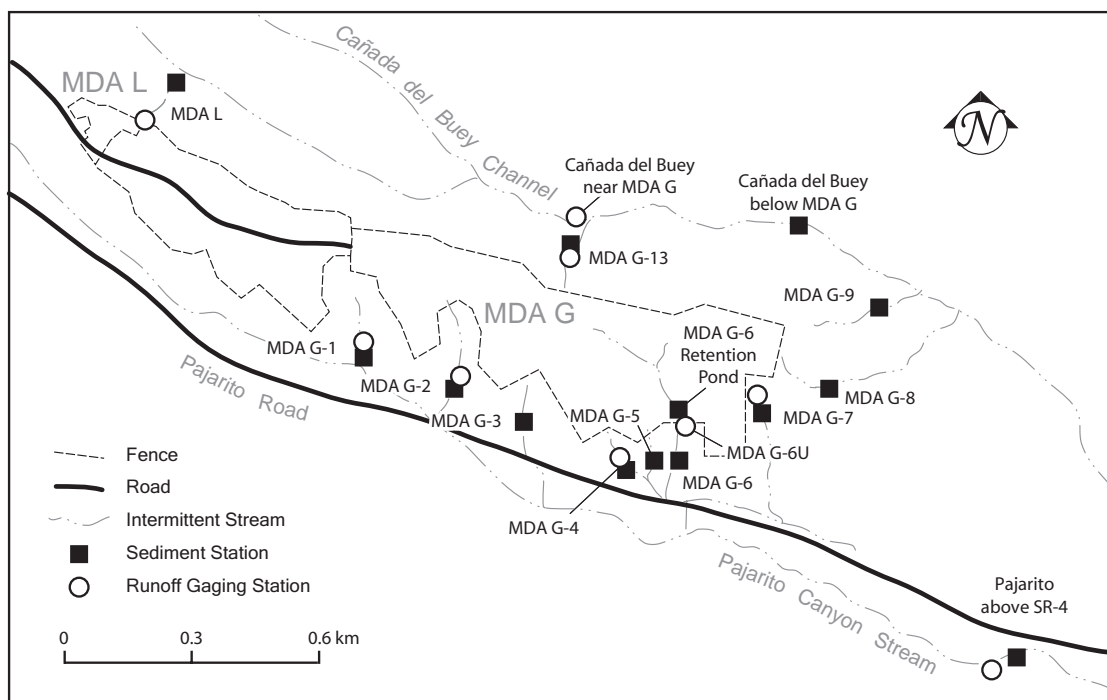 MDA L
MDA L
Cañada del Buey Channel
N
Cañada del Buey
near MDA G
Cañada del Buey
below MDA G
MDA G-13
MDA G-9
MDA G
MDA G-6
Retention
Pond
MDA G-1
MDA G-2
MDA G-8
MDA G-3
MDA G-5
MDA G-7
Pajarito Road
MDA G-6U
MDA G-6
MDA G-4
Fence
Road
Intermittent Stream
Sediment Station
Runoff Gaging Station
Pajarito Canyon Stream
Pajarito
above SR-4
0 0.3 0.6 km